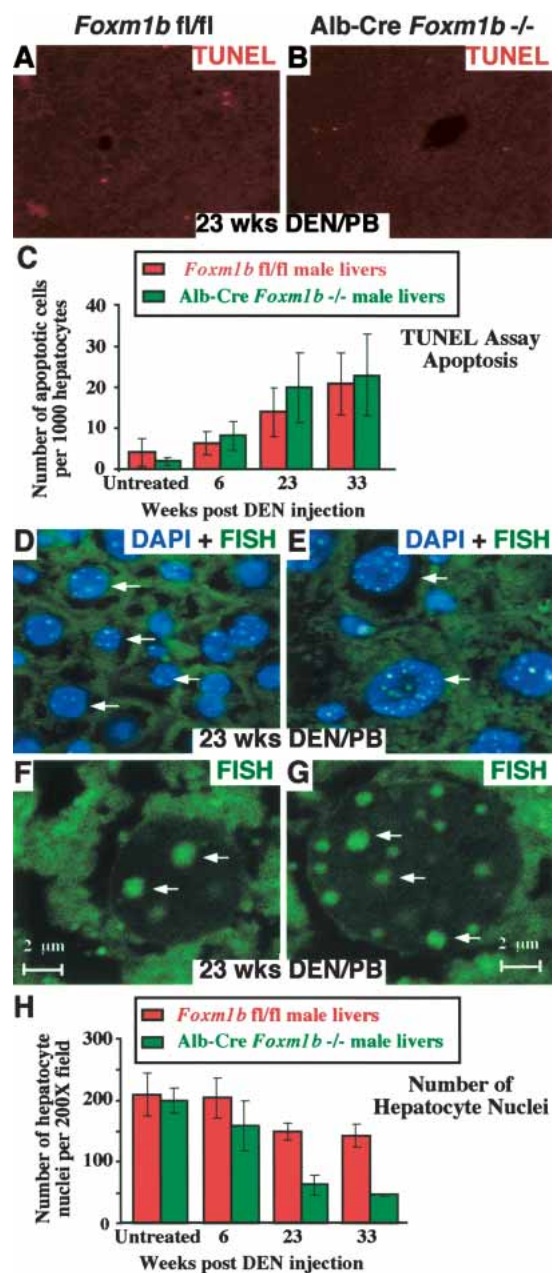 Foxm1b fl/fl
Alb-Cre Foxm1b -/-
A
TUNEL
B
TUNEL
23 wks DEN/PB
C
Foxm1b fl/fl male livers
Alb-Cre Foxm1b -/- male livers
Number of apoptotic cells
per 1000 hepatocytes
40
30
20
10
0
TUNEL Assay
Apoptosis
Untreated
6
23
33
Weeks post DEN injection
D
DAPI + FISH
E
DAPI + FISH
23 wks DEN/PB
F
FISH
G
FISH
2 μm
23 wks DEN/PB
2 μm
H
Foxm1b fl/fl male livers
Alb-Cre Foxm1b -/- male livers
Number of hepatocyte
nuclei per 200X field
300
200
100
0
Number of
Hepatocyte Nuclei
Untreated
6
23
33
Weeks post DEN injection